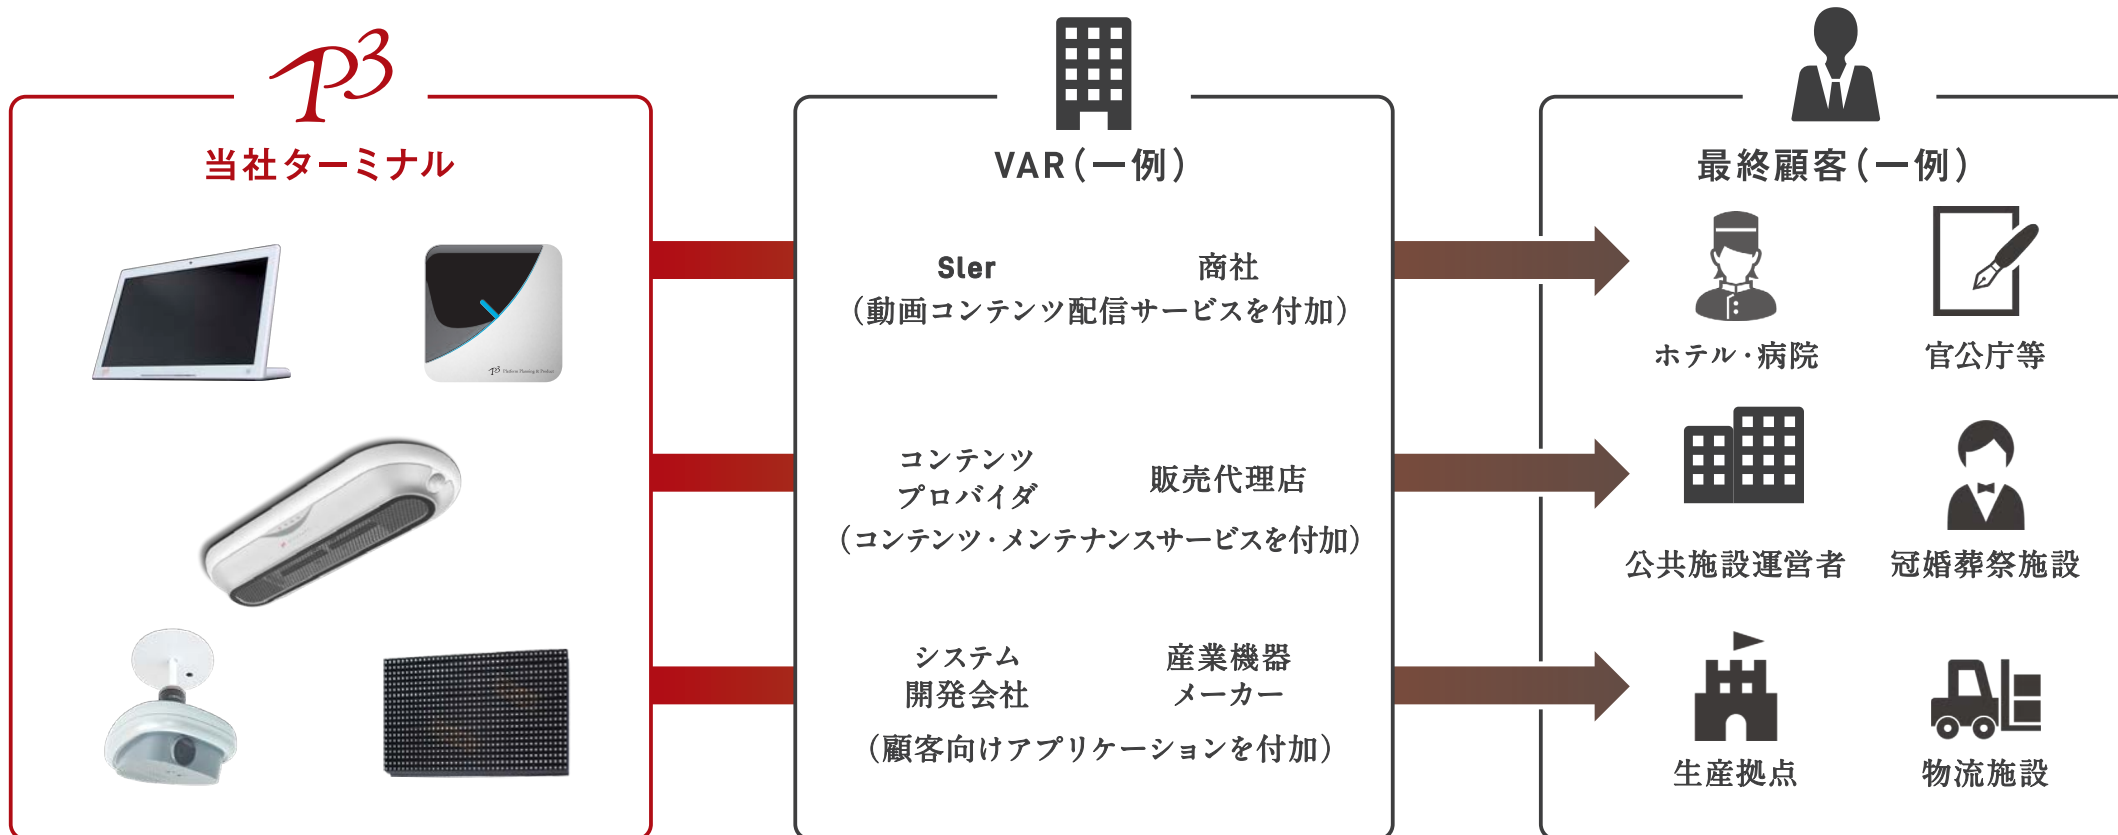 P3
当社ターミナル
P3 Platform Planning & Product
VAR（一例）
SIer
商社
（動画コンテンツ配信サービスを付加）
コンテンツ
プロバイダ
販売代理店
（コンテンツ・メンテナンスサービスを付加）
システム
開発会社
産業機器
メーカー
（顧客向けアプリケーションを付加）
最終顧客（一例）
ホテル・病院
官公庁等
公共施設運営者
冠婚葬祭施設
生産拠点
物流施設